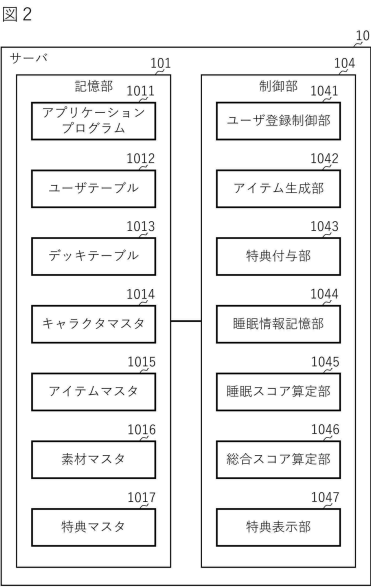 図2
10
サーバ
101
記憶部
1011
アプリケーション
プログラム
1012
ユーザテーブル
1013
デッキテーブル
1014
キャラクタマスタ
1015
アイテムマスタ
1016
素材マスタ
1017
特典マスタ
104
制御部
1041
ユーザ登録制御部
1042
アイテム生成部
1043
特典付与部
1044
睡眠情報記憶部
1045
睡眠スコア算定部
1046
総合スコア算定部
1047
特典表示部